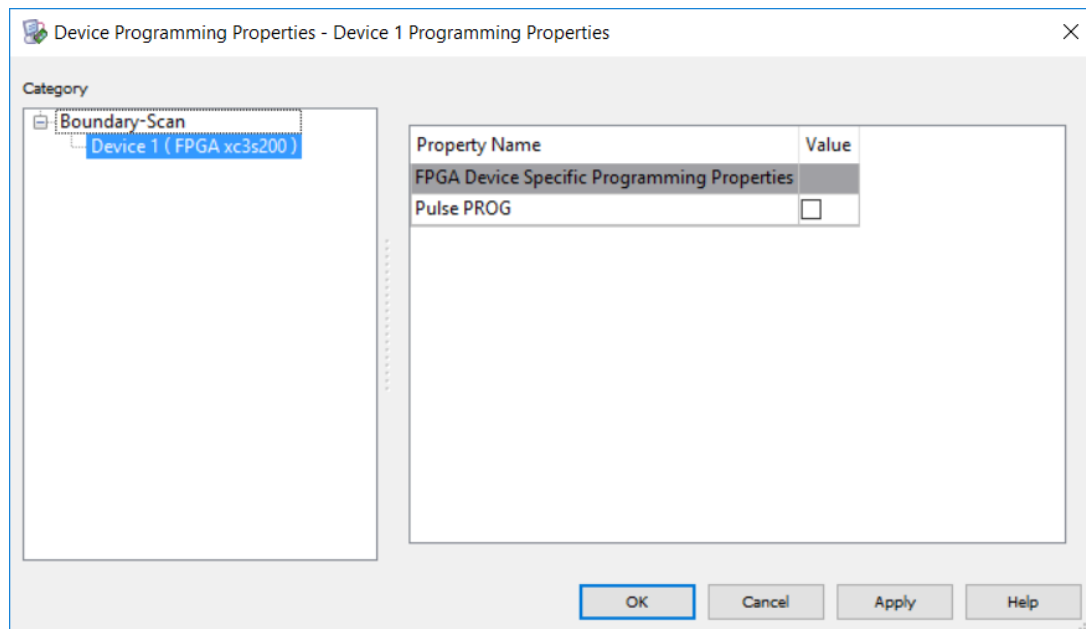 Device Programming Properties - Device 1 Programming Properties
Category
Boundary-Scan
Device 1 ( FPGA xc3s200 )
Property Name Value
FPGA Device Specific Programming Properties
Pulse PROG
OK Cancel Apply Help